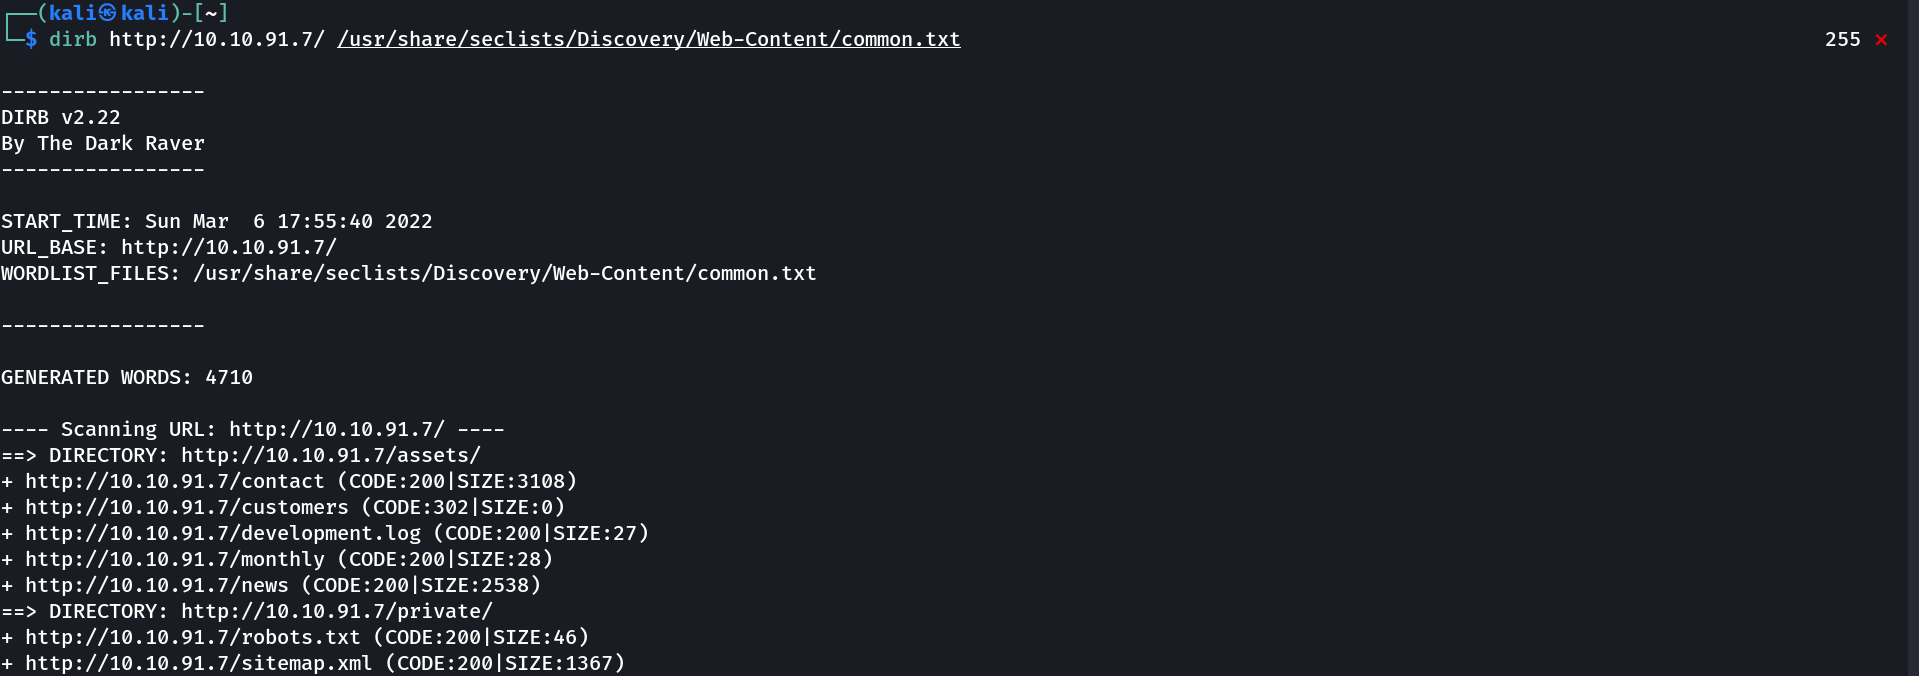 ┌──(kali㉿kali)-[~]
└─$ dirb http://10.10.91.7/ /usr/share/seclists/Discovery/Web-Content/common.txt 255 ⨯
-----------------
DIRB v2.22
By The Dark Raver
-----------------
START_TIME: Sun Mar  6 17:55:40 2022
URL_BASE: http://10.10.91.7/
WORDLIST_FILES: /usr/share/seclists/Discovery/Web-Content/common.txt
-----------------
GENERATED WORDS: 4710
---- Scanning URL: http://10.10.91.7/ ----
==> DIRECTORY: http://10.10.91.7/assets/
+ http://10.10.91.7/contact (CODE:200|SIZE:3108)
+ http://10.10.91.7/customers (CODE:302|SIZE:0)
+ http://10.10.91.7/development.log (CODE:200|SIZE:27)
+ http://10.10.91.7/monthly (CODE:200|SIZE:28)
+ http://10.10.91.7/news (CODE:200|SIZE:2538)
==> DIRECTORY: http://10.10.91.7/private/
+ http://10.10.91.7/robots.txt (CODE:200|SIZE:46)
+ http://10.10.91.7/sitemap.xml (CODE:200|SIZE:1367)